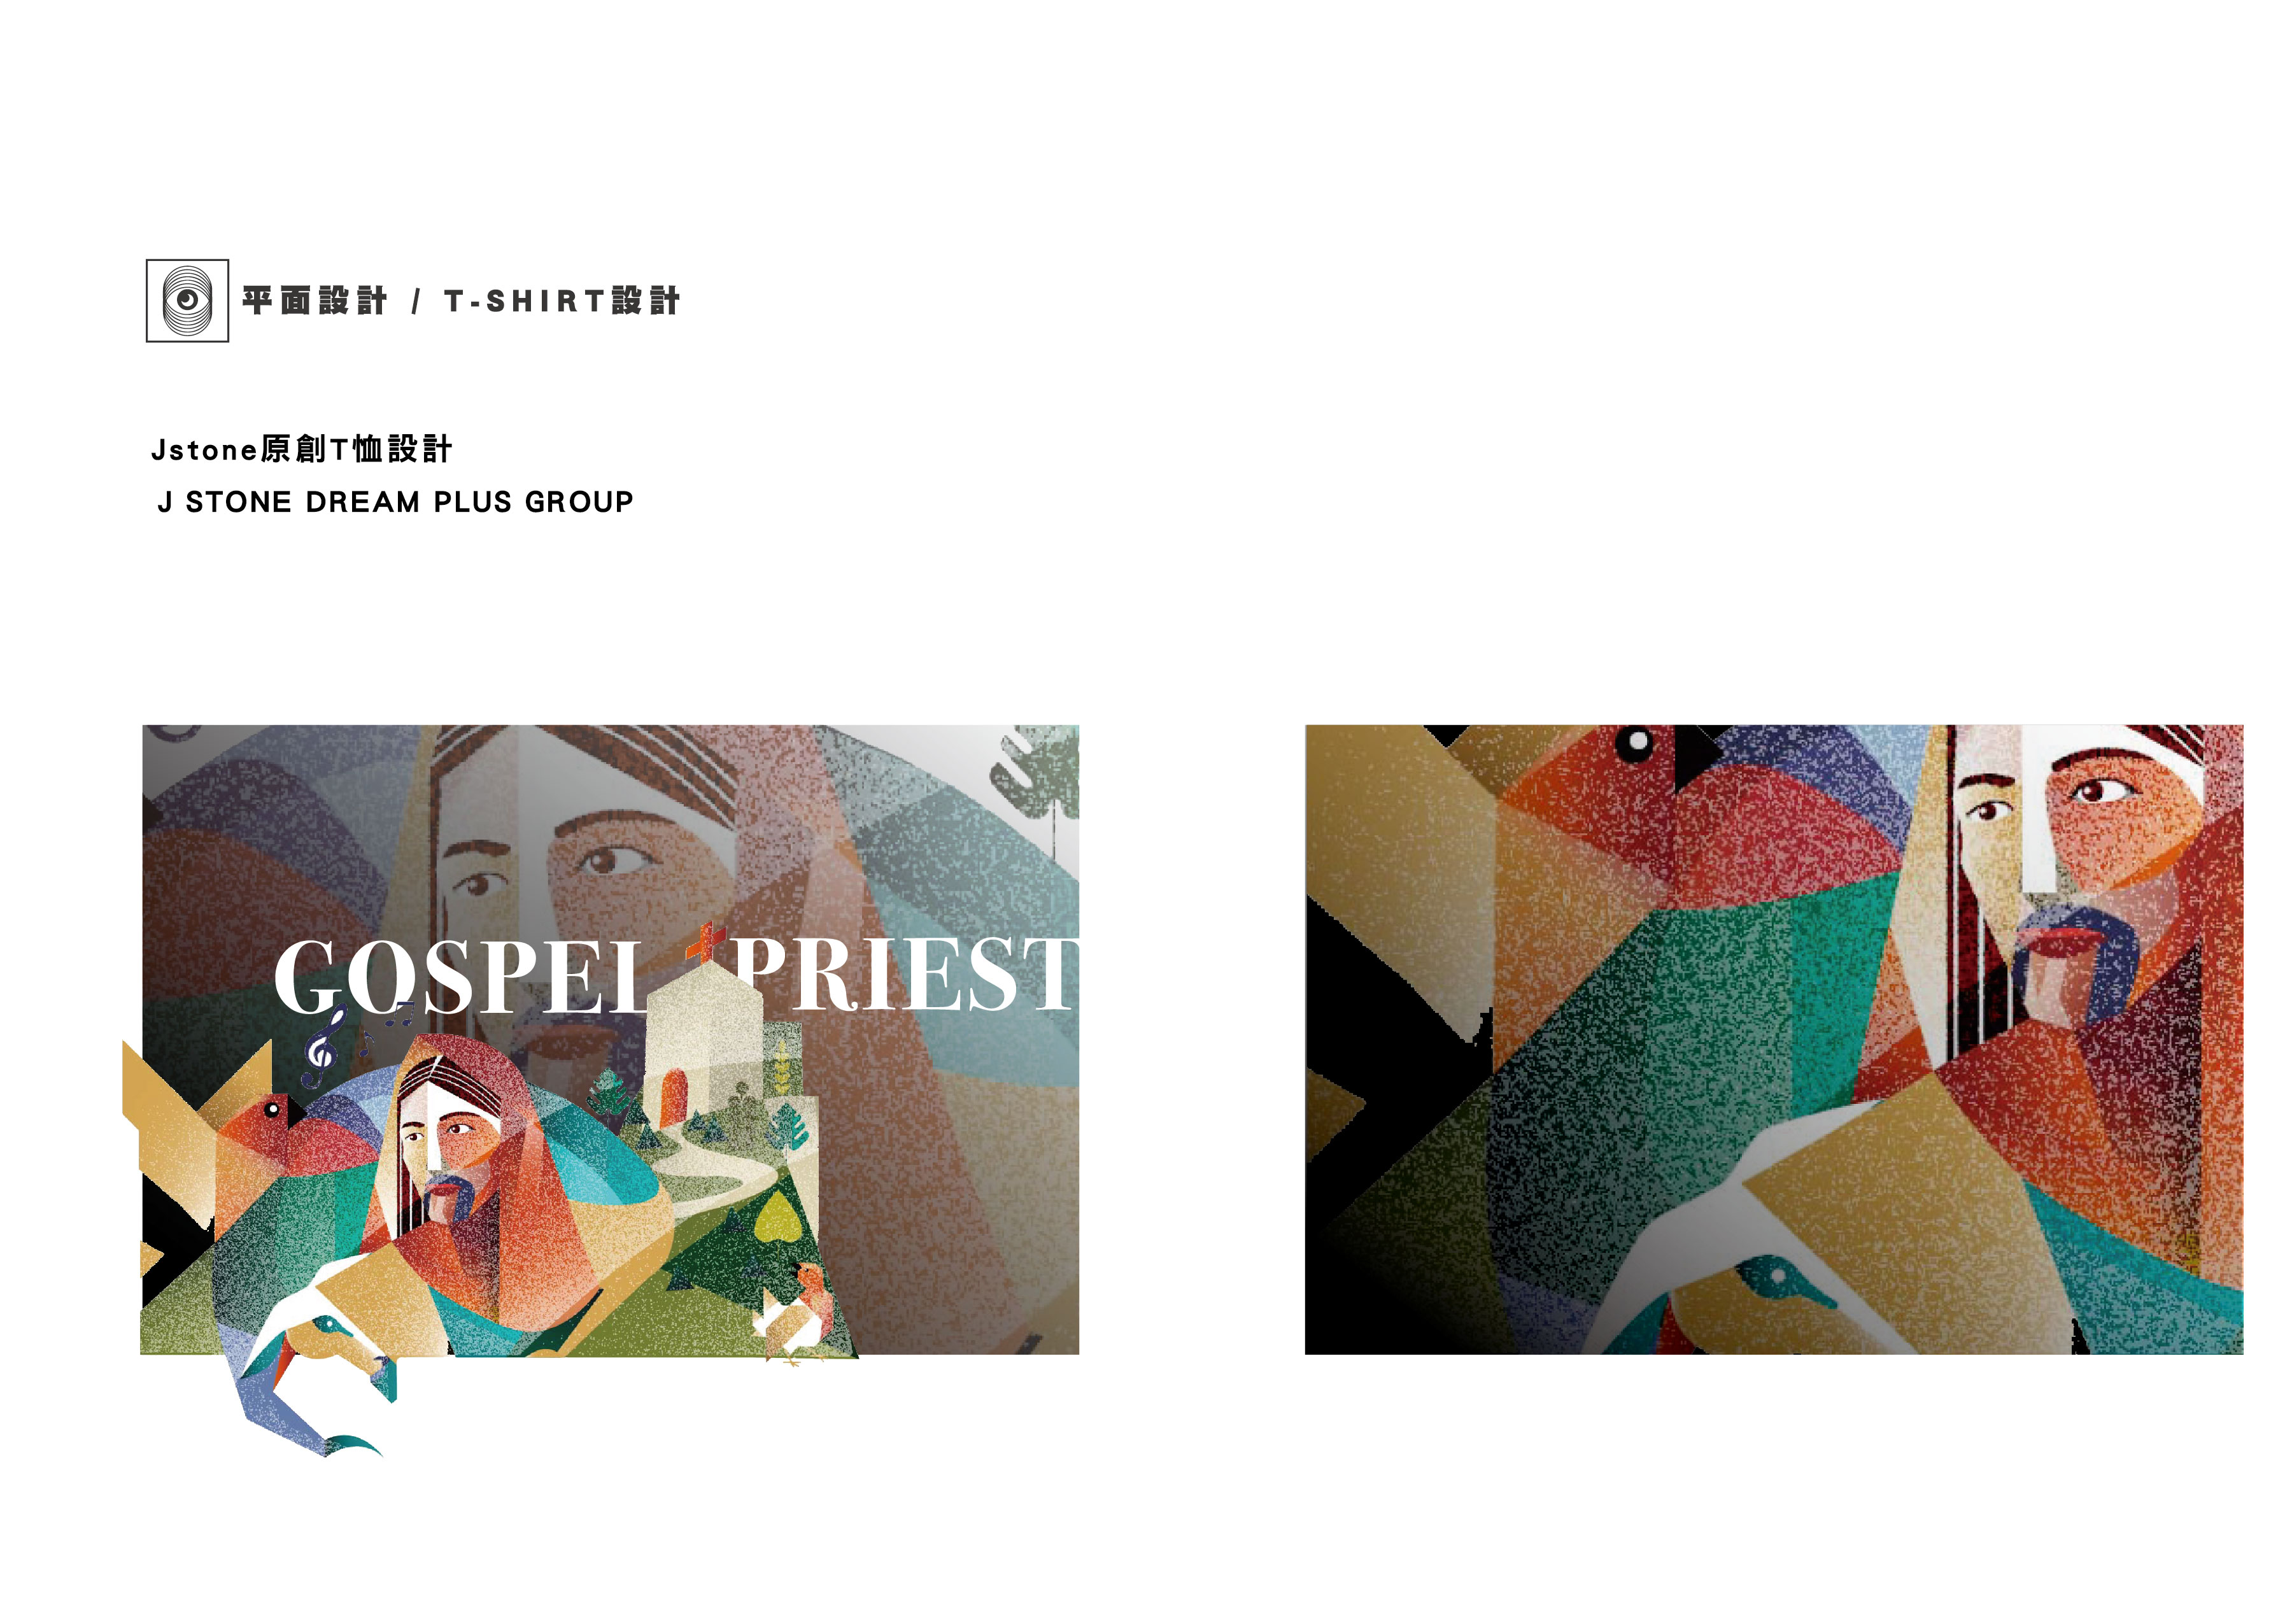 平面設計 / T-SHIRT設計
Jstone原創T恤設計
J STONE DREAM PLUS GROUP
GOSPEL PRIEST